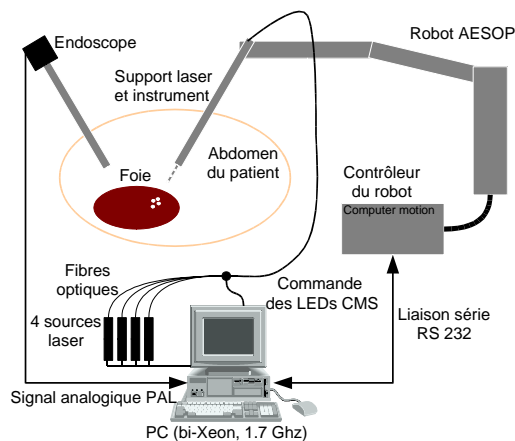 Endoscope
Robot AESOP
Support laser
et instrument
Abdomen
du patient
Foie
Contrôleur
du robot
Computer motion
Fibres
optiques
Commande
des LEDs CMS
4 sources
laser
Liaison série
RS 232
Signal analogique PAL
PC (bi-Xeon, 1.7 Ghz)